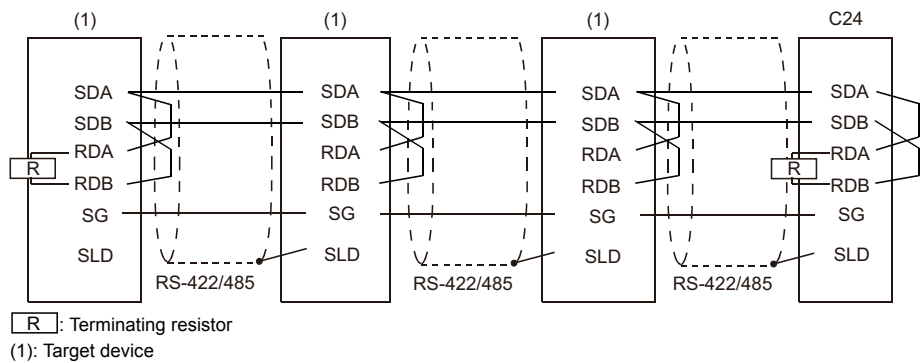 (1) (1) (1) C24
SDA SDA SDA SDA
SDB SDB SDB SDB
RDA RDA RDA RDA
R R
RDB RDB RDB RDB
SG SG SG SG
SLD SLD SLD SLD
RS-422/485 RS-422/485 RS-422/485
R : Terminating resistor
(1): Target device